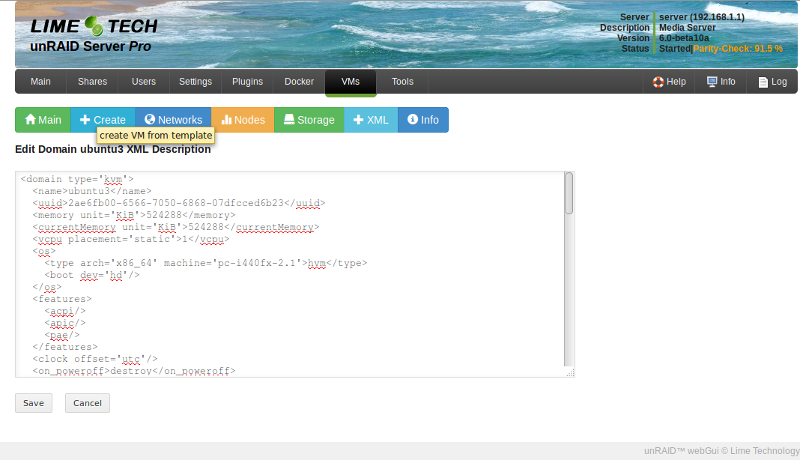 LIME TECH
unRAID Server Pro
Server server (192.168.1.1)
Description Media Server
Version 6.0-beta10a
Status Started|Parity-Check: 91.5 %
Main Shares Users Settings Plugins Docker VMs Tools Help Info Log
Main Create Networks Nodes Storage XML Info
create VM from template
Edit Domain ubuntu3 XML Description
<domain type='kvm'>
<name>ubuntu3</name>
<uuid>2ae6fb00-6566-7050-6868-07dfcced6b23</uuid>
<memory unit='KiB'>524288</memory>
<currentMemory unit='KiB'>524288</currentMemory>
<vcpu placement='static'>1</vcpu>
<os>
<type arch='x86_64' machine='pc-i440fx-2.1'>hvm</type>
<boot dev='hd'/>
</os>
<features>
<acpi/>
<apic/>
<pae/>
</features>
<clock offset='utc'/>
<on_poweroff>destroy</on_poweroff>
Save Cancel
unRAID™ webGui © Lime Technology